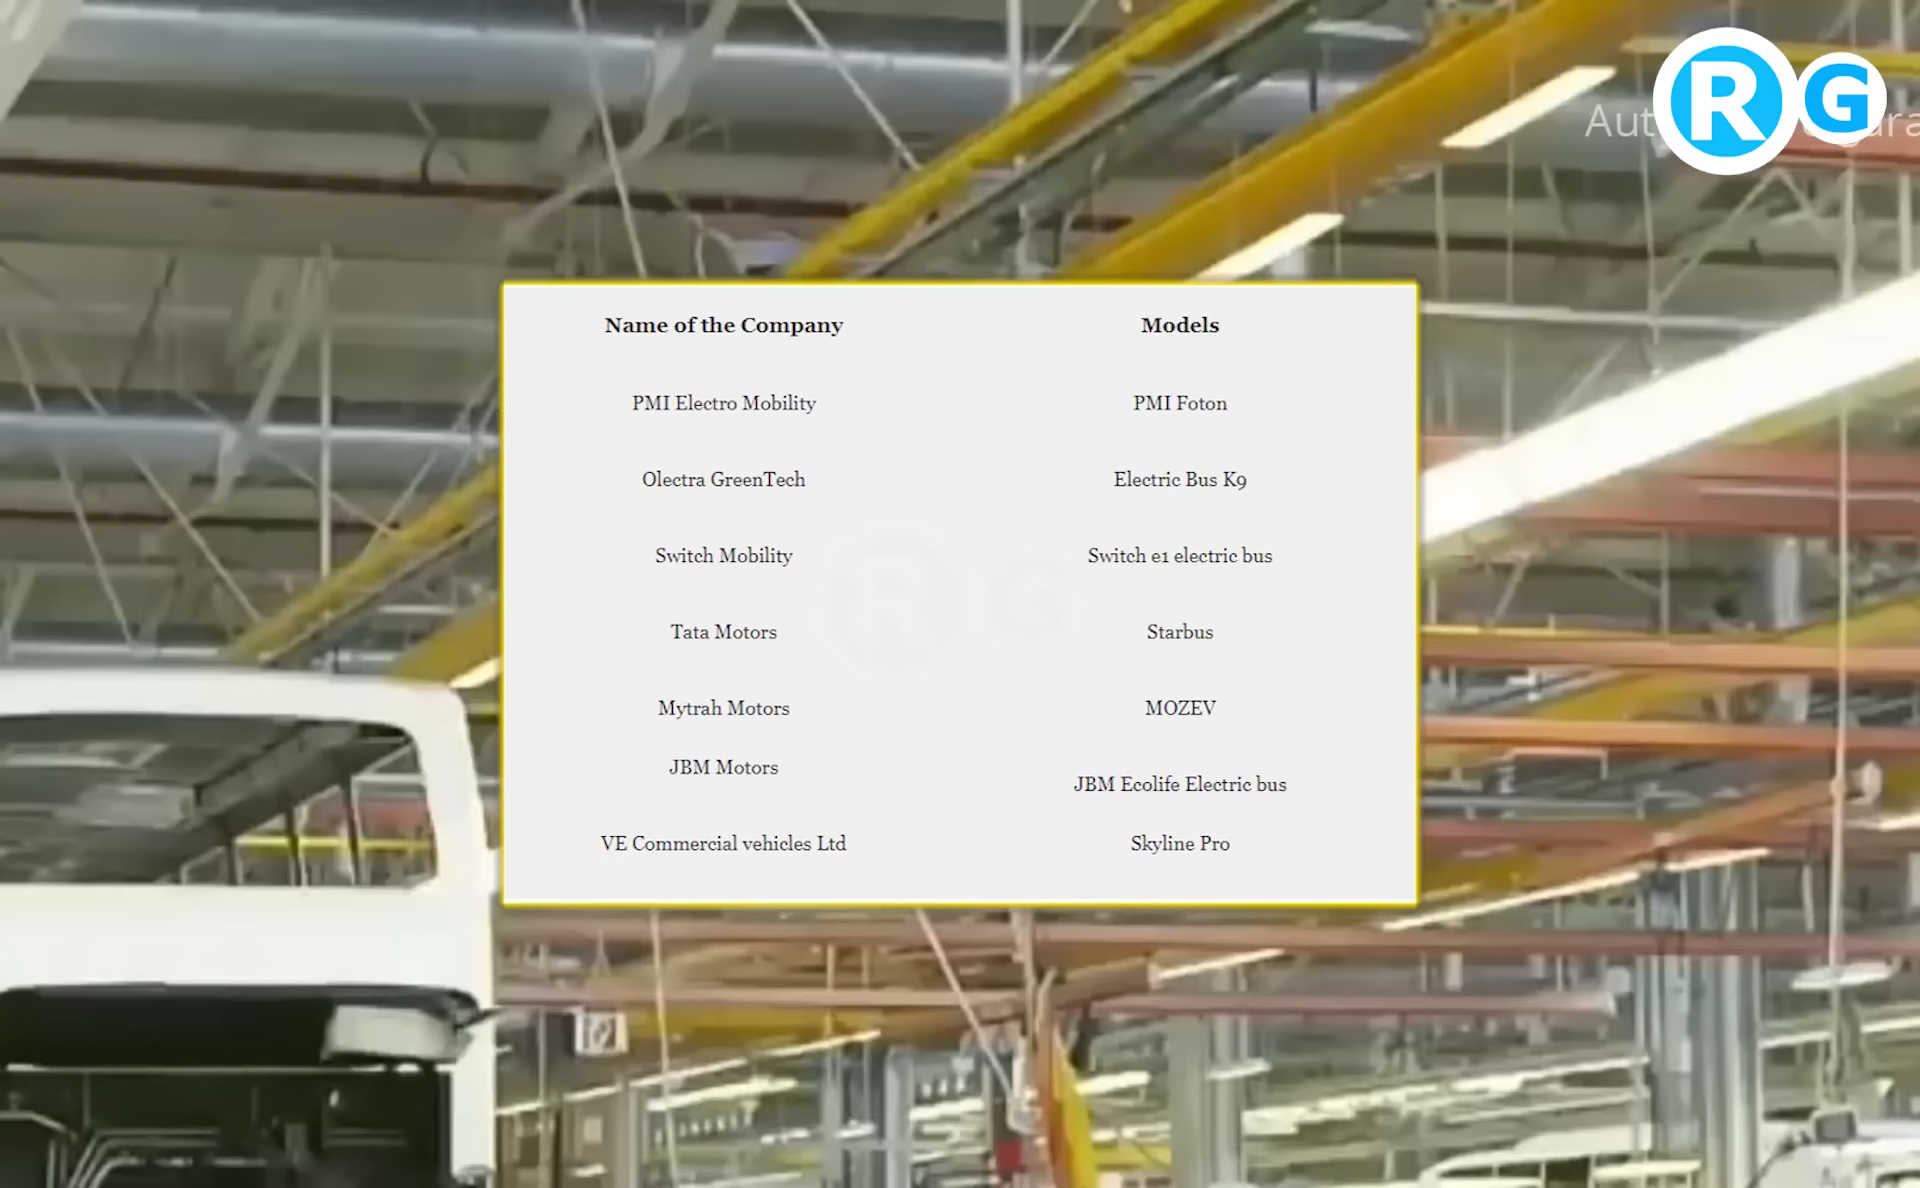 R G
Aut
Name of the Company Models
PMI Electro Mobility PMI Foton
Olectra GreenTech Electric Bus K9
Switch Mobility Switch e1 electric bus
Tata Motors Starbus
Mytrah Motors MOZEV
JBM Motors JBM Ecolife Electric bus
VE Commercial vehicles Ltd Skyline Pro
R G